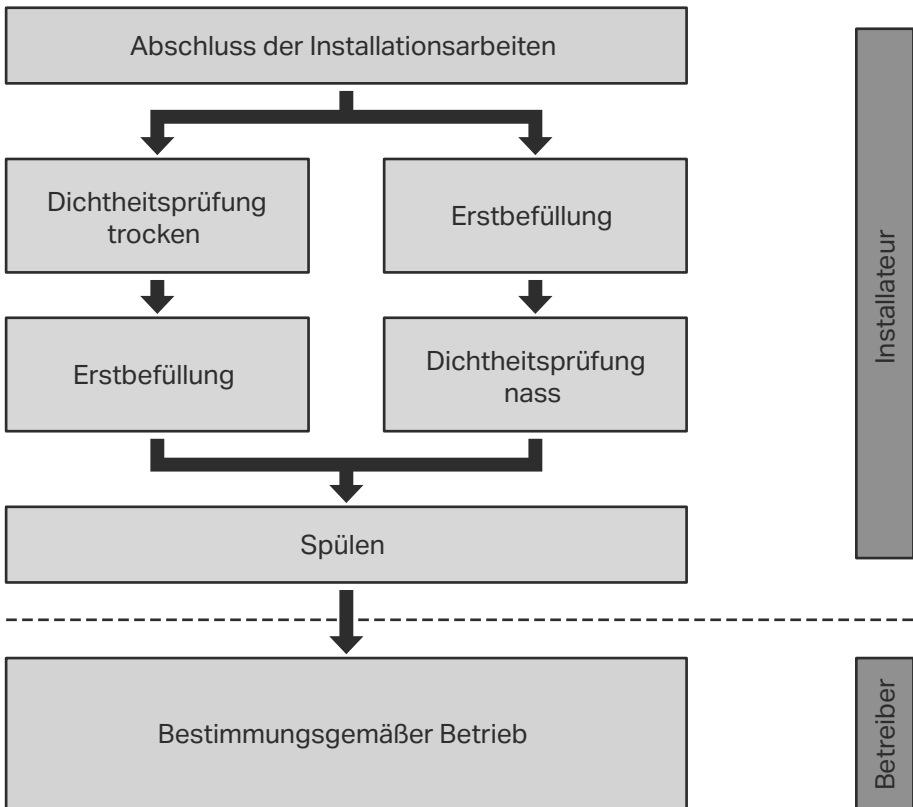 Abschluss der Installationsarbeiten
Dichtheitsprüfung
trocken
Erstbefüllung
Erstbefüllung
Dichtheitsprüfung
nass
Spülen
Installateur
Bestimmungsgemäßer Betrieb
Betreiber